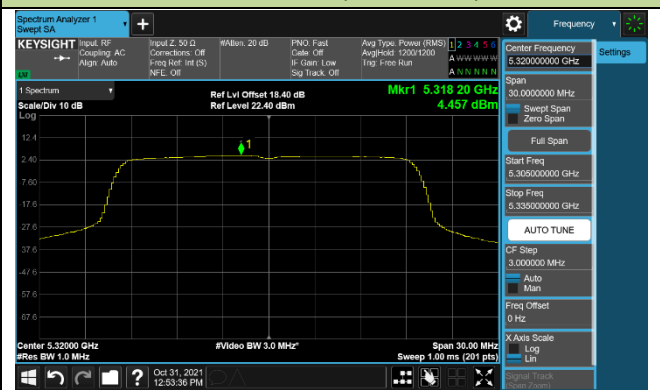 Spectrum Analyzer 1
Swept SA
Frequency
KEYSIGHT
Input: RF
Coupling: AC
Align: Auto
Input Z: 50 Ω
Corrections: Off
Freq Ref: Int (S)
NFE: Off
#Atten: 20 dB
PNO: Fast
Gate: Off
IF Gain: Low
Sig Track: Off
Avg Type: Power (RMS)
Avg|Hold: 1200/1200
Trig: Free Run
1 2 3 4 5 6
A W W W W W
A N N N N N
LM
1 Spectrum
Scale/Div 10 dB
Log
Ref Lvl Offset 18.40 dB
Ref Level 22.40 dBm
Mkr1 5.318 20 GHz
4.457 dBm
1
12.4
2.40
-7.60
-17.6
-27.6
-37.6
-47.6
-57.6
-67.6
Center 5.32000 GHz
#Res BW 1.0 MHz
#Video BW 3.0 MHz*
Span 30.00 MHz
Sweep 1.00 ms (201 pts)
Center Frequency
5.320000000 GHz
Settings
Span
30.0000000 MHz
Swept Span
Zero Span
Full Span
Start Freq
5.305000000 GHz
Stop Freq
5.335000000 GHz
AUTO TUNE
CF Step
3.000000 MHz
Auto
Man
Freq Offset
0 Hz
X Axis Scale
Log
Lin
Signal Track
(Span Zoom)
Oct 31, 2021
12:53:36 PM